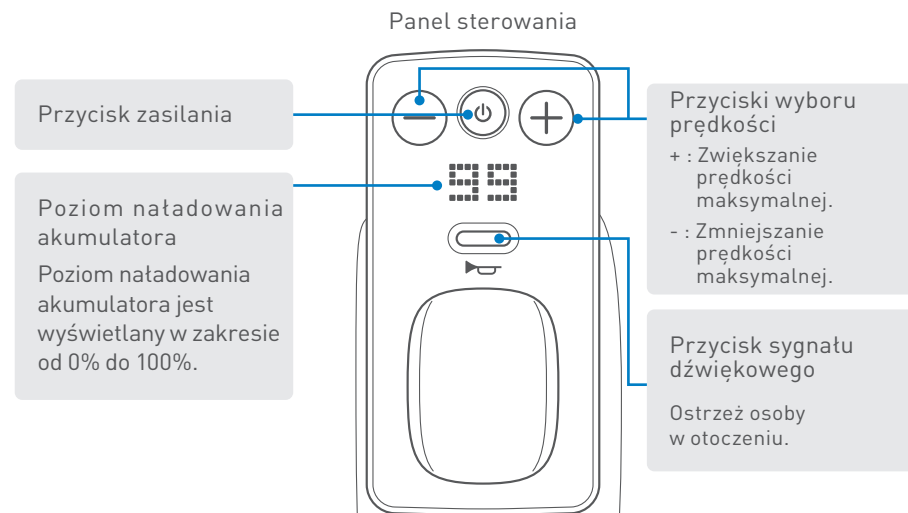 Panel sterowania
Przycisk zasilania
Poziom naładowania
akumulatora
Poziom naładowania
akumulatora jest
wyświetlany w zakresie
od 0% do 100%.
99
Przyciski wyboru
prędkości
+ : Zwiększanie
prędkości
maksymalnej.
- : Zmniejszanie
prędkości
maksymalnej.
Przycisk sygnału
dźwiękowego
Ostrzeż osoby
w otoczeniu.